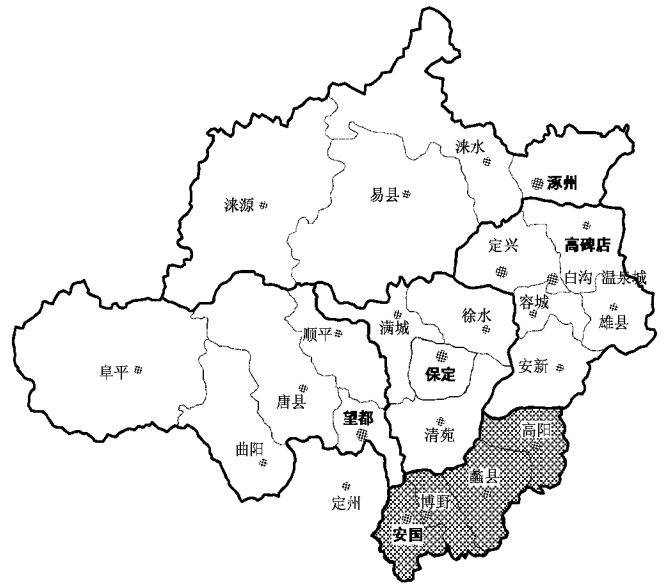 涞水
涿州
涞源
易县
定兴
高碑店
白沟
温泉城
容城
雄县
满城
徐水
顺平
阜平
保定
安新
唐县
望都
清苑
高阳
曲阳
蠡县
定州
博野
安国